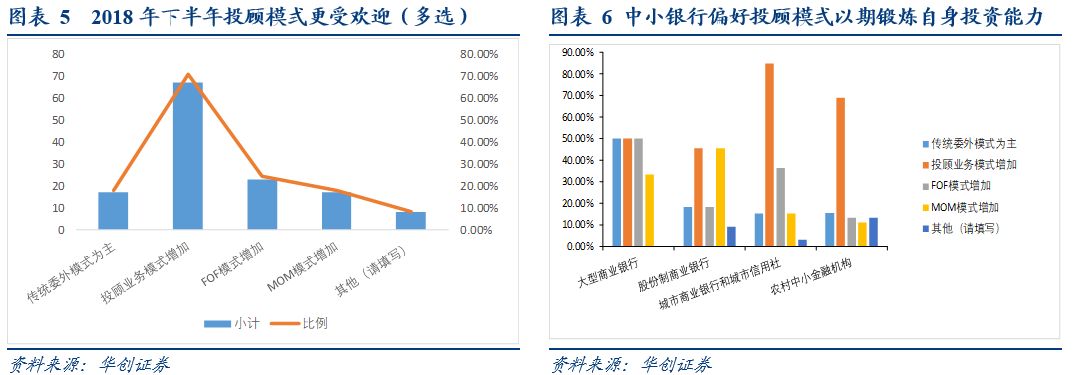 图表 5 2018 年下半年投顾模式更受欢迎（多选）
80
70
60
50
40
30
20
10
0
80.00%
70.00%
60.00%
50.00%
40.00%
30.00%
20.00%
10.00%
0.00%
传统委外模式为主
投顾业务模式增加
FOF模式增加
MOM模式增加
其他（请填写）
小计
比例
资料来源：华创证券
图表 6 中小银行偏好投顾模式以期锻炼自身投资能力
90.00%
80.00%
70.00%
60.00%
50.00%
40.00%
30.00%
20.00%
10.00%
0.00%
大型商业银行
股份制商业银行
城市商业银行和城市信用社
农村中小金融机构
传统委外模式为主
投顾业务模式增加
FOF模式增加
MOM模式增加
其他（请填写）
资料来源：华创证券